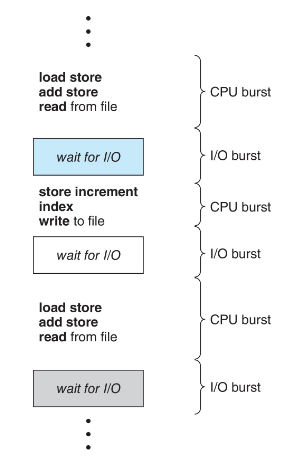 load store
add store
read from file
CPU burst
wait for I/O
I/O burst
store increment
index
write to file
CPU burst
wait for I/O
I/O burst
load store
add store
read from file
CPU burst
wait for I/O
I/O burst